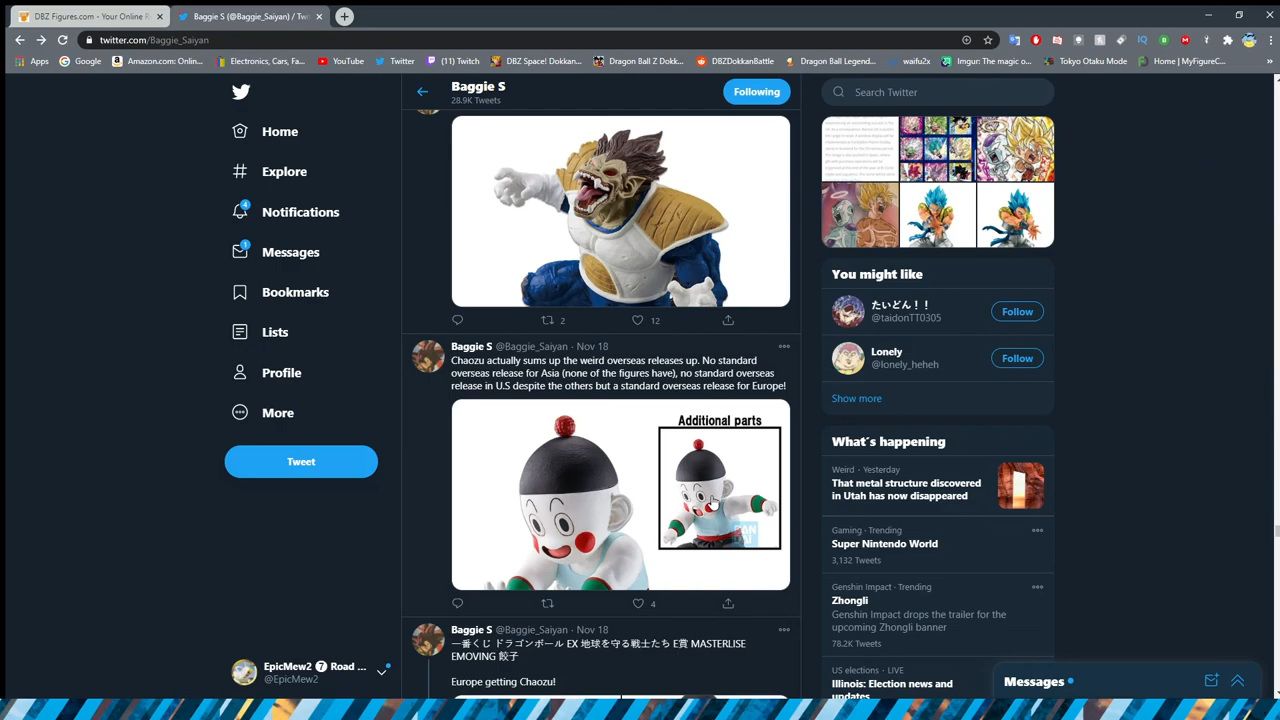 DBZ Figures.com - Your Online R
Baggie S (@Baggie_Saiyan) / Twi
twitter.com/Baggie_Saiyan
Apps
Google
Amazon.com: Onlin...
Electronics, Cars, Fa...
YouTube
Twitter
(11) Twitch
DBZ Space! Dokkan...
Dragon Ball Z Dokk...
DBZDokkanBattle
Dragon Ball Legend...
waifu2x
Imgur: The magic o...
Tokyo Otaku Mode
Home | MyFigureC...
Home
Explore
4
Notifications
1
Messages
Bookmarks
Lists
Profile
More
Tweet
EpicMew2 7 Road ...
@EpicMew2
Baggie S
28.9K Tweets
Following
2
12
Baggie S @Baggie_Saiyan · Nov 18
Chaozu actually sums up the weird overseas releases up. No standard
overseas release for Asia (none of the figures have), no standard overseas
release in U.S despite the others but a standard overseas release for Europe!
Additional parts
4
Baggie S @Baggie_Saiyan · Nov 18
一番くじ ドラゴンボール EX 地球を守る戦士たち E賞 MASTERLISE
EMOVING 餃子
Europe getting Chaozu!
Search Twitter
You might like
たいどん！！
@taidonTT0305
Follow
Lonely
@lonely_heheh
Follow
Show more
What's happening
Weird · Yesterday
That metal structure discovered
in Utah has now disappeared
Gaming · Trending
Super Nintendo World
3,132 Tweets
Genshin Impact · Trending
Zhongli
Genshin Impact drops the trailer for the
upcoming Zhongli banner
78.2K Tweets
US elections · LIVE
Illinois: Election news and
updates
Messages